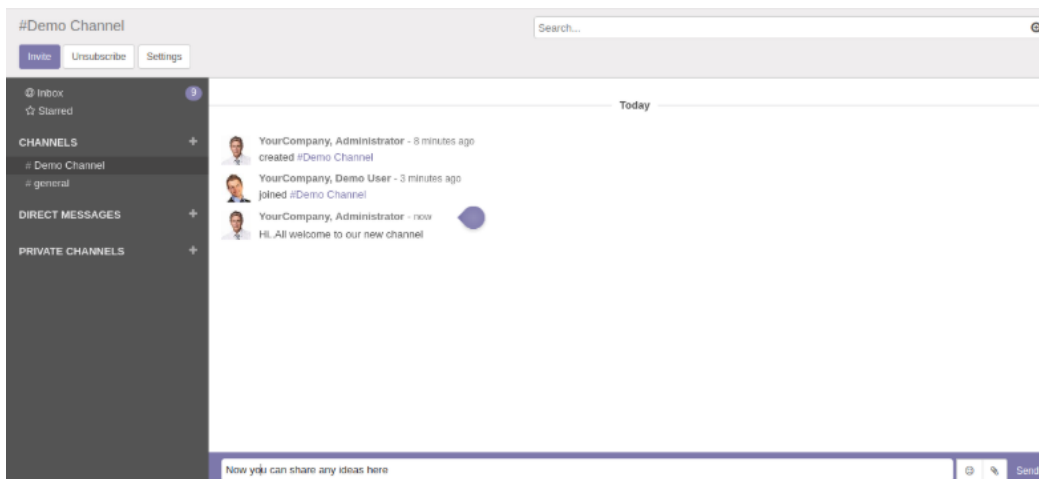 #Demo Channel
Search...
Invite Unsubscribe Settings
Inbox 9
Starred
Today
CHANNELS +
# Demo Channel
# general
DIRECT MESSAGES +
PRIVATE CHANNELS +
YourCompany, Administrator - 8 minutes ago
created #Demo Channel
YourCompany, Demo User - 3 minutes ago
joined #Demo Channel
YourCompany, Administrator - now
Hi..All welcome to our new channel
Now you can share any ideas here
Send